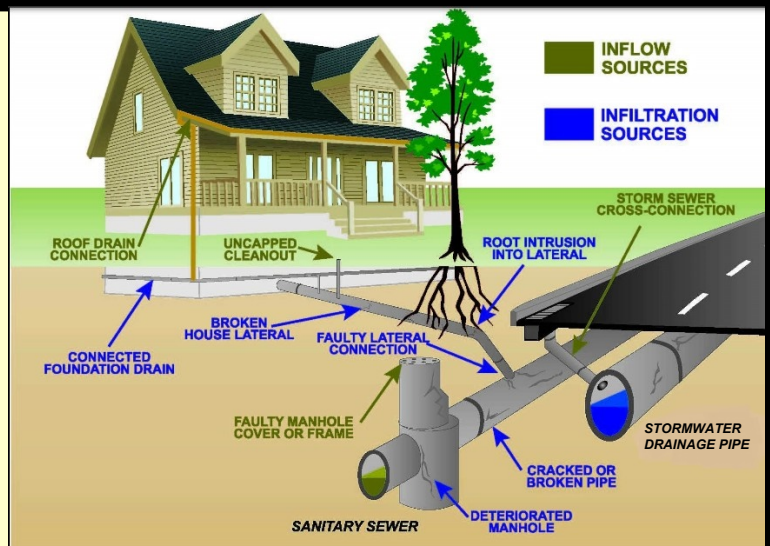 INFLOW
SOURCES
INFILTRATION
SOURCES
STORM SEWER
CROSS-CONNECTION
ROOF DRAIN
CONNECTION
UNCAPPED
CLEANOUT
ROOT INTRUSION
INTO LATERAL
BROKEN
HOUSE LATERAL
FAULTY LATERAL
CONNECTION
CONNECTED
FOUNDATION DRAIN
FAULTY MANHOLE
COVER OR FRAME
STORMWATER
DRAINAGE PIPE
CRACKED OR
BROKEN PIPE
DETERIORATED
MANHOLE
SANITARY SEWER